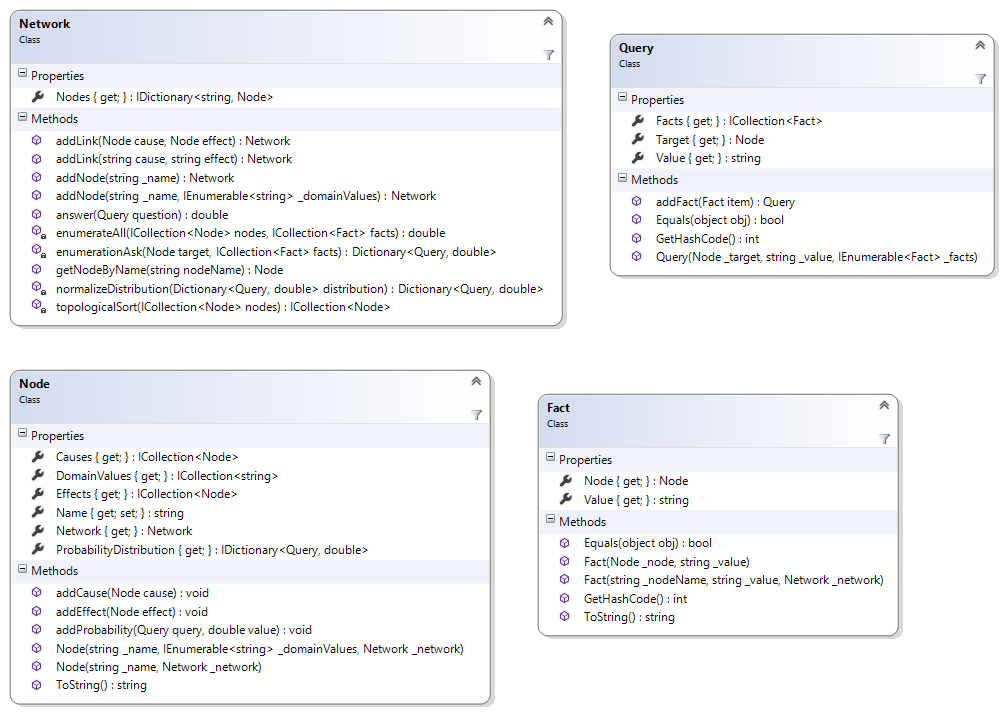 Network
Class
Properties
Nodes { get; } : IDictionary<string, Node>
Methods
addLink(Node cause, Node effect) : Network
addLink(string cause, string effect) : Network
addNode(string _name) : Network
addNode(string _name, IEnumerable<string> _domainValues) : Network
answer(Query question) : double
enumerateAll(ICollection<Node> nodes, ICollection<Fact> facts) : double
enumerationAsk(Node target, ICollection<Fact> facts) : Dictionary<Query, double>
getNodeByName(string nodeName) : Node
normalizeDistribution(Dictionary<Query, double> distribution) : Dictionary<Query, double>
topologicalSort(ICollection<Node> nodes) : ICollection<Node>
Query
Class
Properties
Facts { get; } : ICollection<Fact>
Target { get; } : Node
Value { get; } : string
Methods
addFact(Fact item) : Query
Equals(object obj) : bool
GetHashCode() : int
Query(Node _target, string _value, IEnumerable<Fact> _facts)
Node
Class
Properties
Causes { get; } : ICollection<Node>
DomainValues { get; } : ICollection<string>
Effects { get; } : ICollection<Node>
Name { get; set; } : string
Network { get; } : Network
ProbabilityDistribution { get; } : IDictionary<Query, double>
Methods
addCause(Node cause) : void
addEffect(Node effect) : void
addProbability(Query query, double value) : void
Node(string _name, IEnumerable<string> _domainValues, Network _network)
Node(string _name, Network _network)
ToString() : string
Fact
Class
Properties
Node { get; } : Node
Value { get; } : string
Methods
Equals(object obj) : bool
Fact(Node _node, string _value)
Fact(string _nodeName, string _value, Network _network)
GetHashCode() : int
ToString() : string